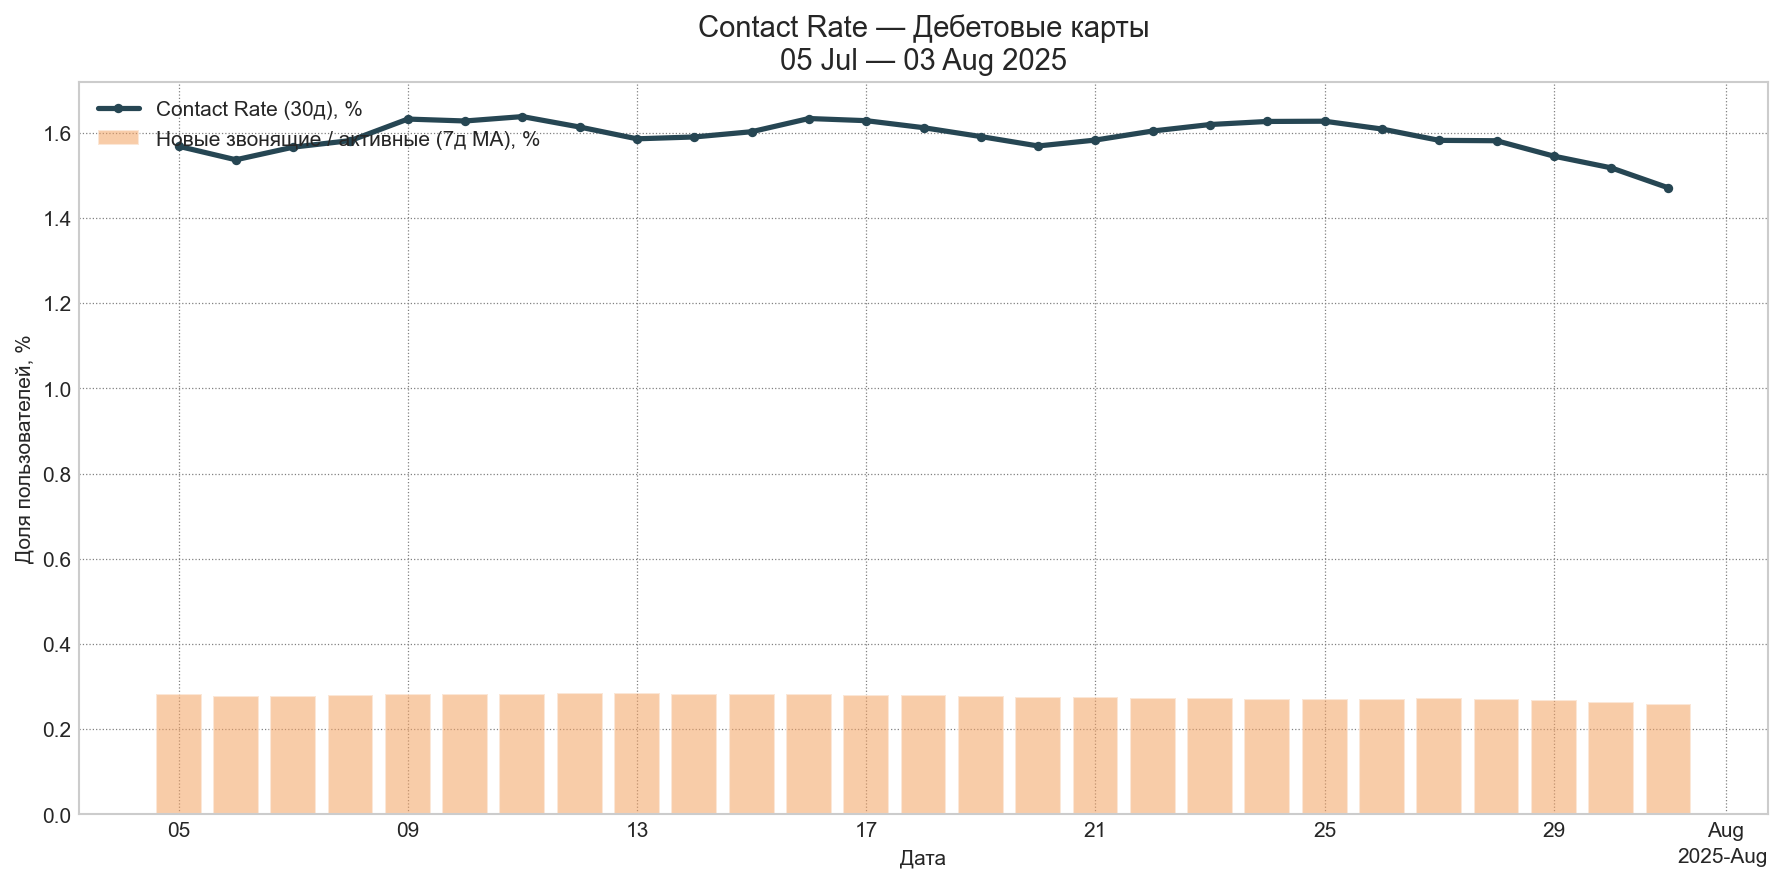 Contact Rate — Дебетовые карты
05 Jul — 03 Aug 2025
Contact Rate (30д), %
Новые звонящие / активные (7д MA), %
Доля пользователей, %
1.6
1.4
1.2
1.0
0.8
0.6
0.4
0.2
0.0
05 09 13 17 21 25 29 Aug
2025-Aug
Дата